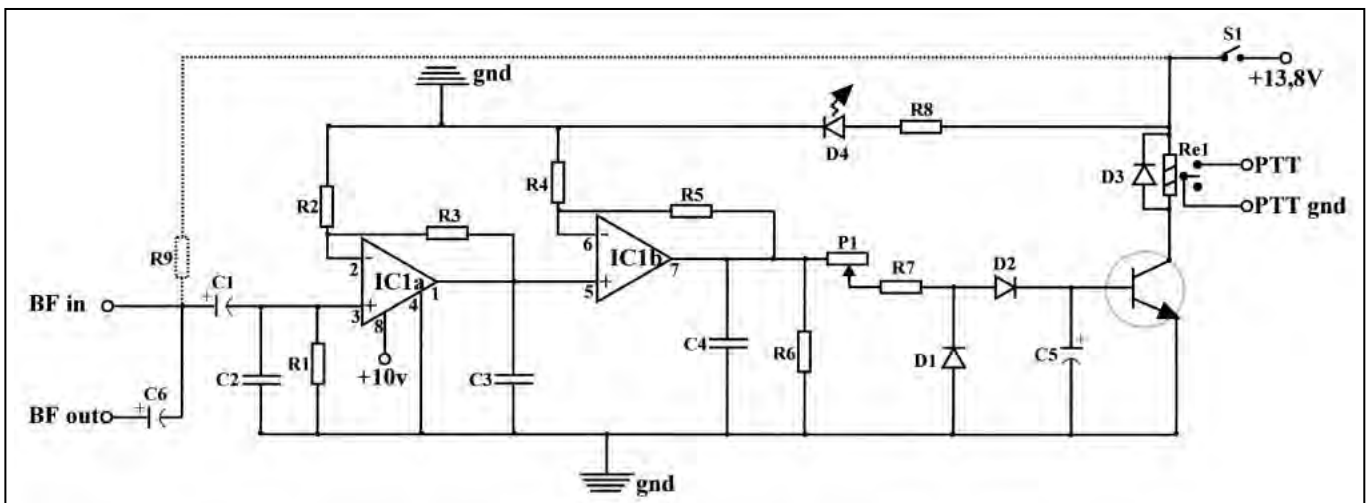 S1
+13,8V
gnd
R8
D4
Re1
PTT
D3
PTT gnd
R4
R5
R2
R3
R9
6
-
IC1b
7
P1
2
-
IC1a
1
5
+
R7
D2
C1
+
BF in
3
+
4
8
+10v
C2
R1
C3
C4
R6
D1
C5
+
C6
+
BF out
gnd